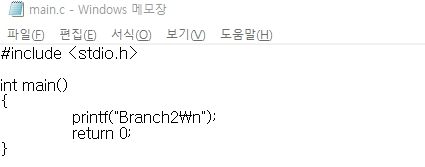 main.c - Windows 메모장
파일(F) 편집(E) 서식(O) 보기(V) 도움말(H)
#include <stdio.h>
int main()
{
printf("Branch2₩n");
return 0;
}